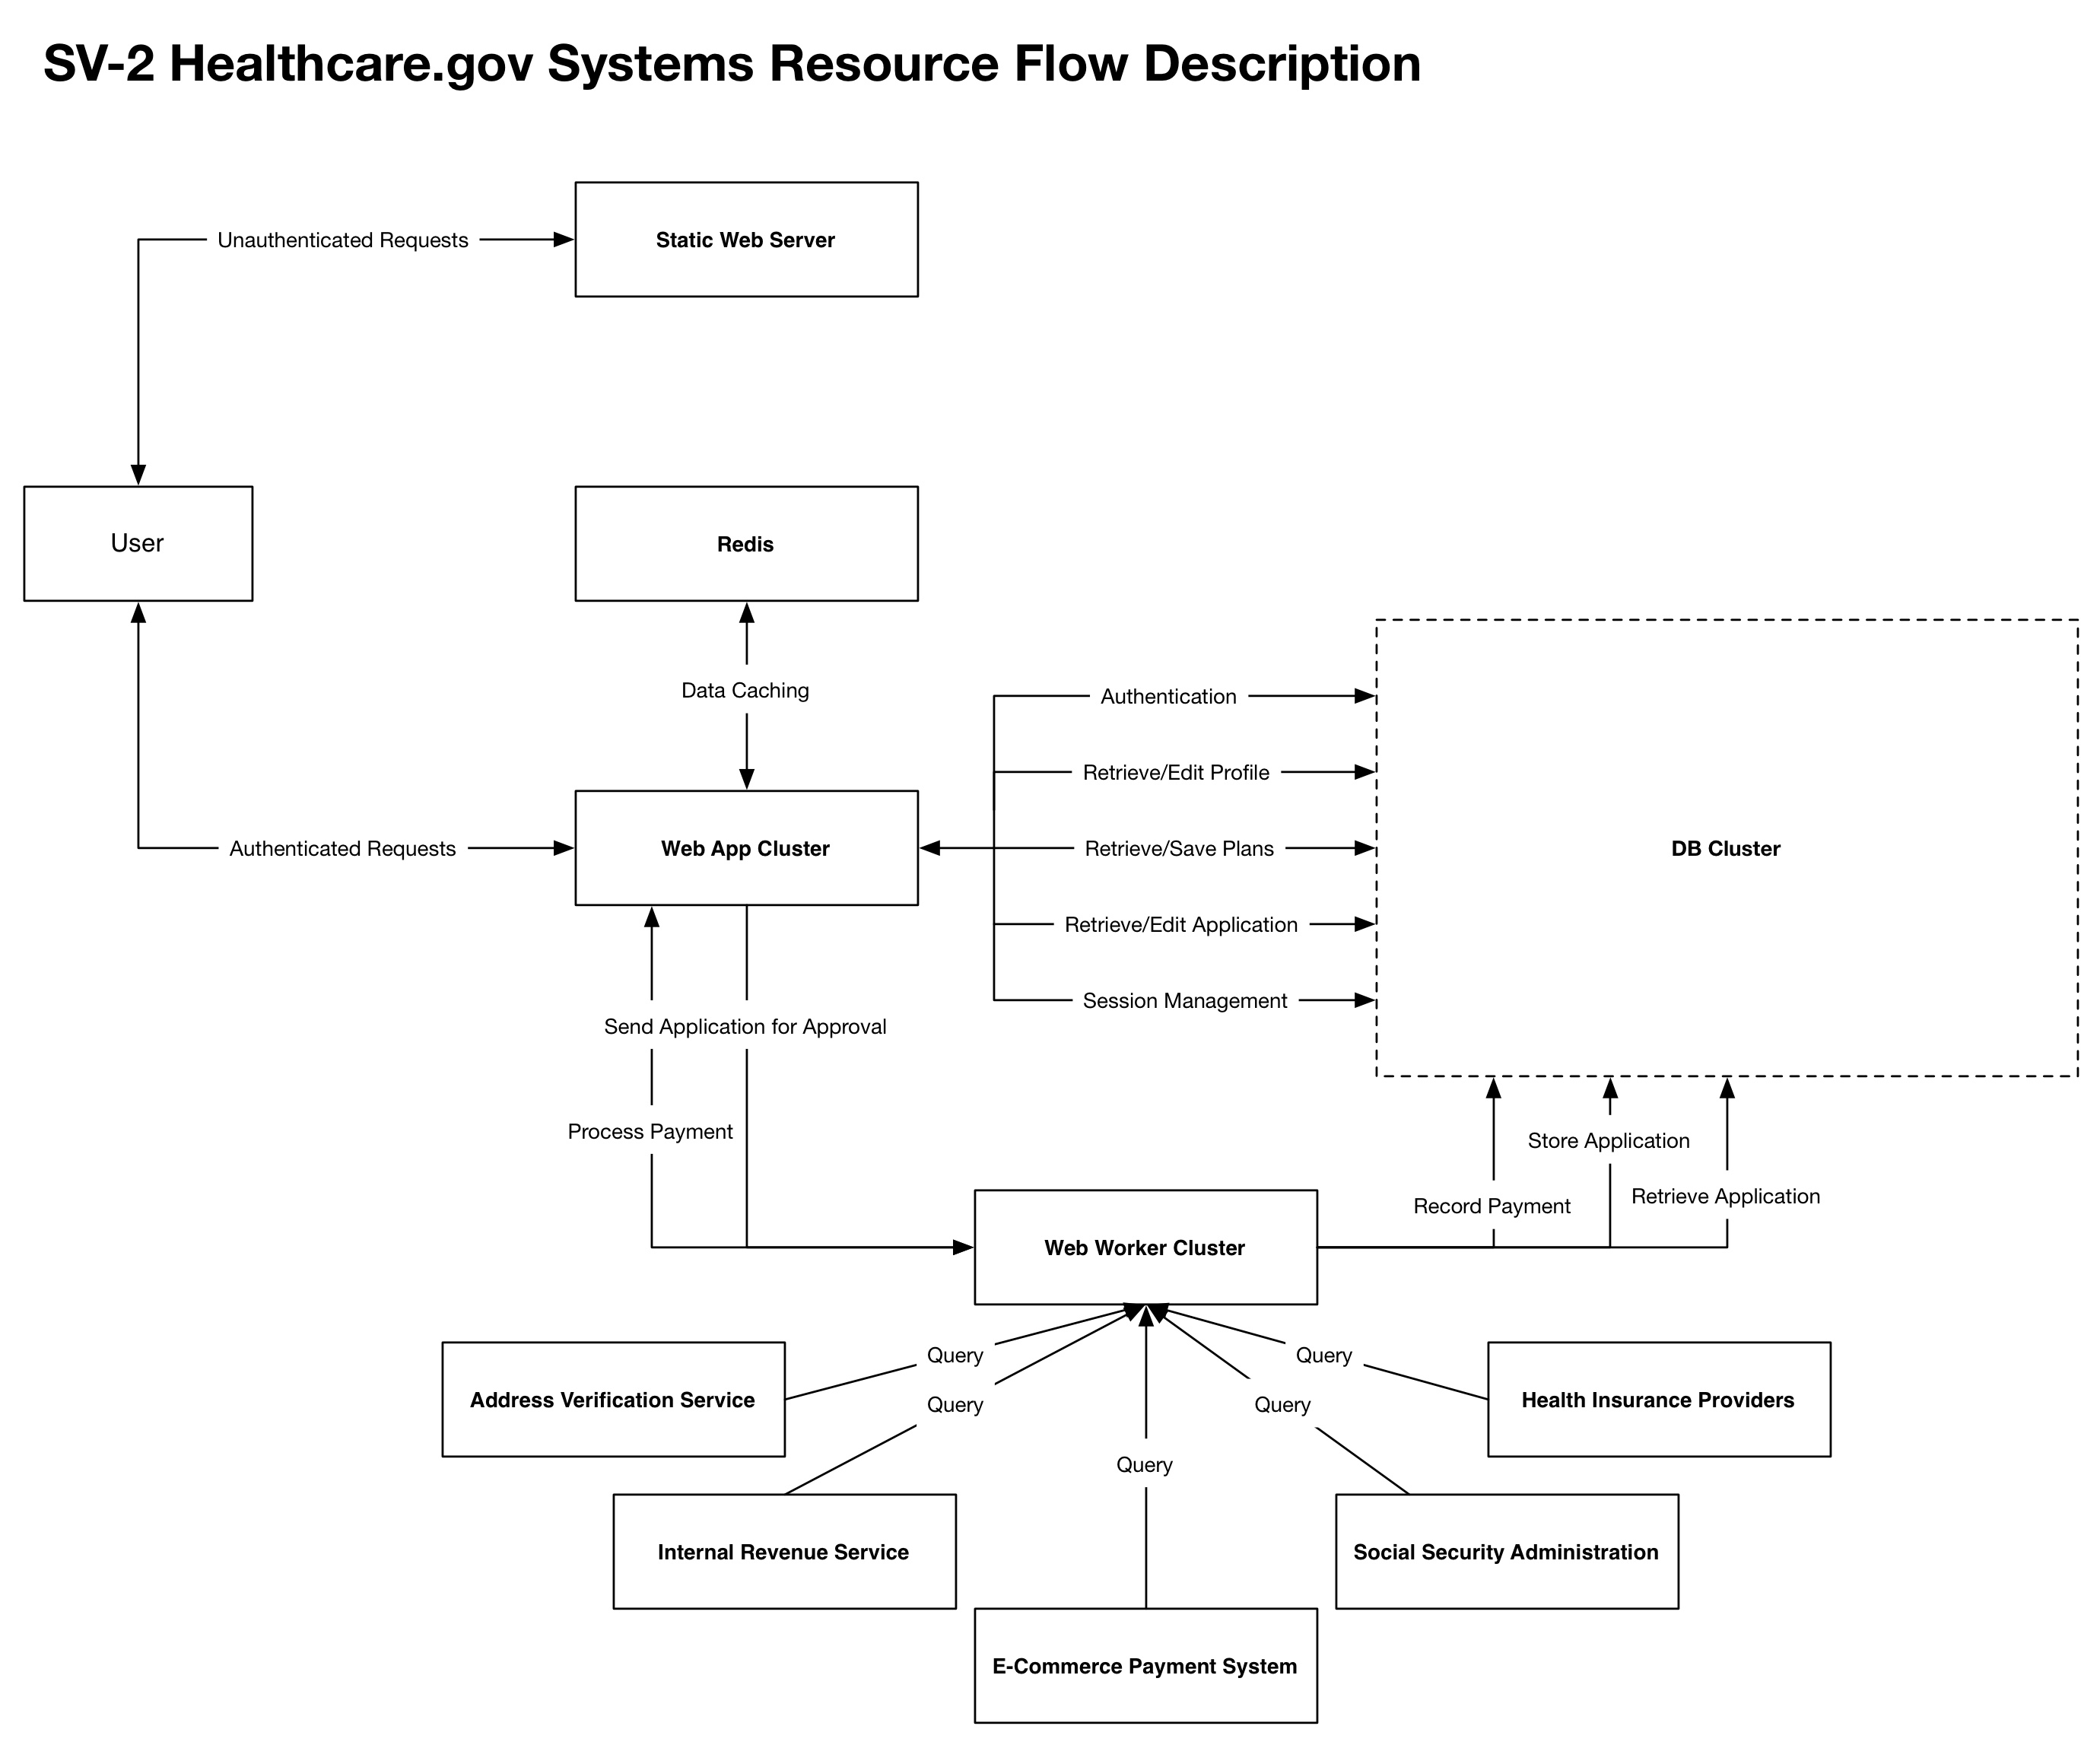 SV-2 Healthcare.gov Systems Resource Flow Description
Unauthenticated Requests
Static Web Server
User
Redis
Data Caching
Authentication
Retrieve/Edit Profile
Authenticated Requests
Web App Cluster
Retrieve/Save Plans
DB Cluster
Retrieve/Edit Application
Session Management
Send Application for Approval
Process Payment
Store Application
Record Payment
Retrieve Application
Web Worker Cluster
Query
Query
Address Verification Service
Query
Query
Health Insurance Providers
Query
Internal Revenue Service
Social Security Administration
E-Commerce Payment System